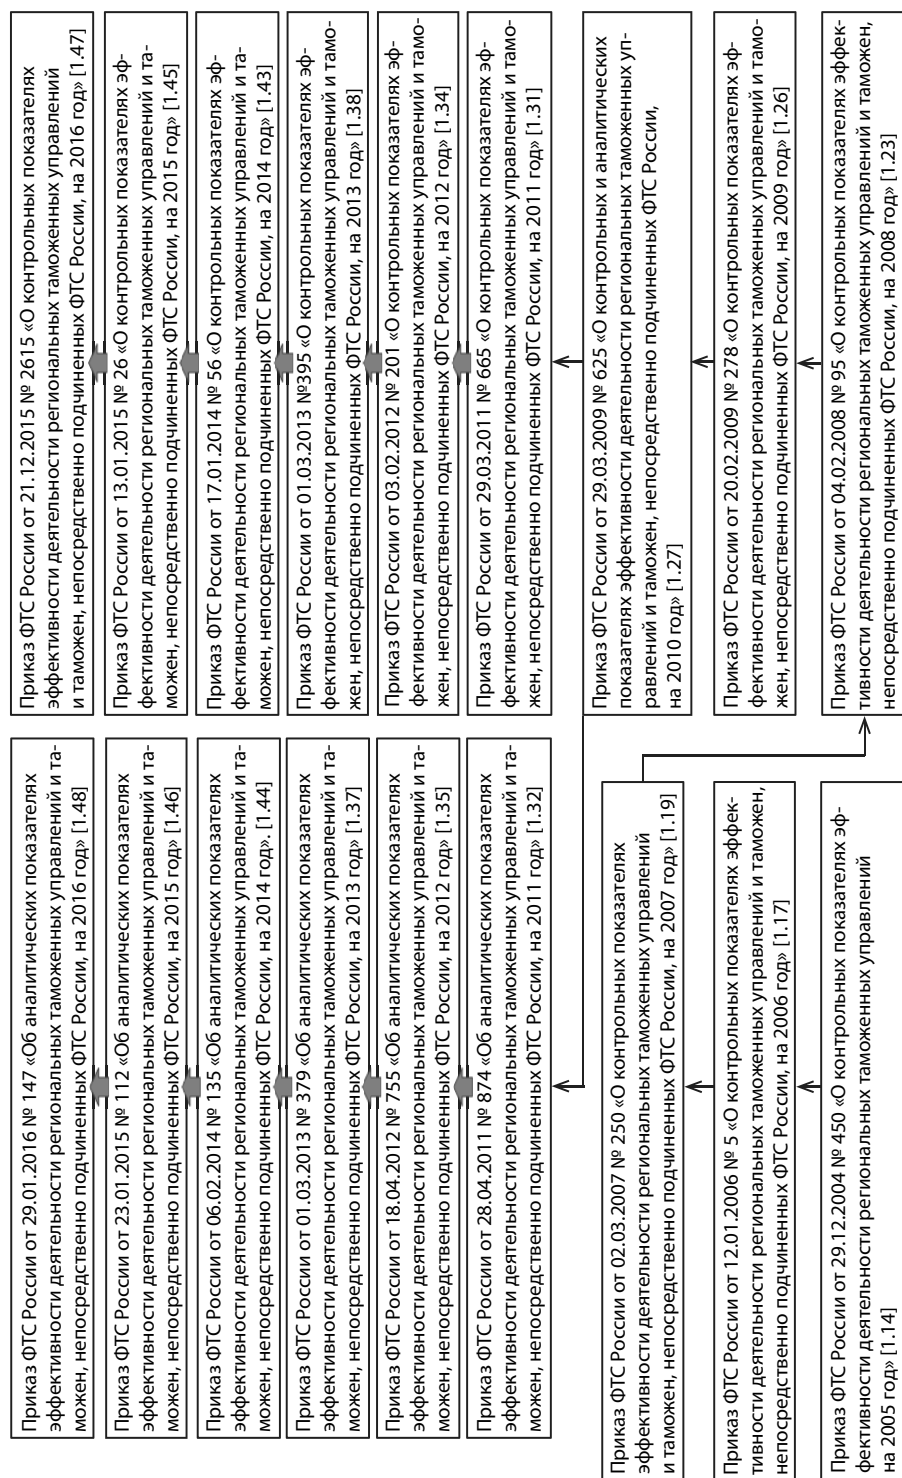 Приказ ФТС России от 29.01.2016 № 147 «Об аналитических показателях
эффективности деятельности региональных таможенных управлений и та-
можен, непосредственно подчиненных ФТС России, на 2016 год» [1.48]
Приказ ФТС России от 23.01.2015 № 112 «Об аналитических показателях
эффективности деятельности региональных таможенных управлений и та-
можен, непосредственно подчиненных ФТС России, на 2015 год» [1.46]
Приказ ФТС России от 06.02.2014 № 135 «Об аналитических показателях
эффективности деятельности региональных таможенных управлений и та-
можен, непосредственно подчиненных ФТС России, на 2014 год». [1.44]
Приказ ФТС России от 01.03.2013 № 379 «Об аналитических показателях
эффективности деятельности региональных таможенных управлений и та-
можен, непосредственно подчиненных ФТС России, на 2013 год» [1.37]
Приказ ФТС России от 18.04.2012 № 755 «Об аналитических показателях
эффективности деятельности региональных таможенных управлений и та-
можен, непосредственно подчиненных ФТС России, на 2012 год» [1.35]
Приказ ФТС России от 28.04.2011 № 874 «Об аналитических показателях
эффективности деятельности региональных таможенных управлений и та-
можен, непосредственно подчиненных ФТС России, на 2011 год» [1.32]
Приказ ФТС России от 02.03.2007 № 250 «О контрольных показателях
эффективности деятельности региональных таможенных управлений
и таможен, непосредственно подчиненных ФТС России, на 2007 год» [1.19]
Приказ ФТС России от 12.01.2006 № 5 «О контрольных показателях эффек-
тивности деятельности региональных таможенных управлений и таможен,
непосредственно подчиненных ФТС России, на 2006 год» [1.17]
Приказ ФТС России от 29.12.2004 № 450 «О контрольных показателях эф-
фективности деятельности региональных таможенных управлений
на 2005 год» [1.14]
Приказ ФТС России от 21.12.2015 № 2615 «О контрольных показателях
эффективности деятельности региональных таможенных управлений
и таможен, непосредственно подчиненных ФТС России, на 2016 год» [1.47]
Приказ ФТС России от 13.01.2015 № 26 «О контрольных показателях эф-
фективности деятельности региональных таможенных управлений и та-
можен, непосредственно подчиненных ФТС России, на 2015 год» [1.45]
Приказ ФТС России от 17.01.2014 № 56 «О контрольных показателях эф-
фективности деятельности региональных таможенных управлений и та-
можен, непосредственно подчиненных ФТС России, на 2014 год» [1.43]
Приказ ФТС России от 01.03.2013 №395 «О контрольных показателях эф-
фективности деятельности региональных таможенных управлений и тамо-
жен, непосредственно подчиненных ФТС России, на 2013 год» [1.38]
Приказ ФТС России от 03.02.2012 № 201 «О контрольных показателях эф-
фективности деятельности региональных таможенных управлений и тамо-
жен, непосредственно подчиненных ФТС России, на 2012 год» [1.34]
Приказ ФТС России от 29.03.2011 № 665 «О контрольных показателях эф-
фективности деятельности региональных таможенных управлений и тамо-
жен, непосредственно подчиненных ФТС России, на 2011 год» [1.31]
Приказ ФТС России от 29.03.2009 № 625 «О контрольных и аналитических
показателях эффективности деятельности региональных таможенных уп-
равлений и таможен, непосредственно подчиненных ФТС России,
на 2010 год» [1.27]
Приказ ФТС России от 20.02.2009 № 278 «О контрольных показателях эф-
фективности деятельности региональных таможенных управлений и тамо-
жен, непосредственно подчиненных ФТС России, на 2009 год» [1.26]
Приказ ФТС России от 04.02.2008 № 95 «О контрольных показателях эффек-
тивности деятельности региональных таможенных управлений и таможен,
непосредственно подчиненных ФТС России, на 2008 год» [1.23]